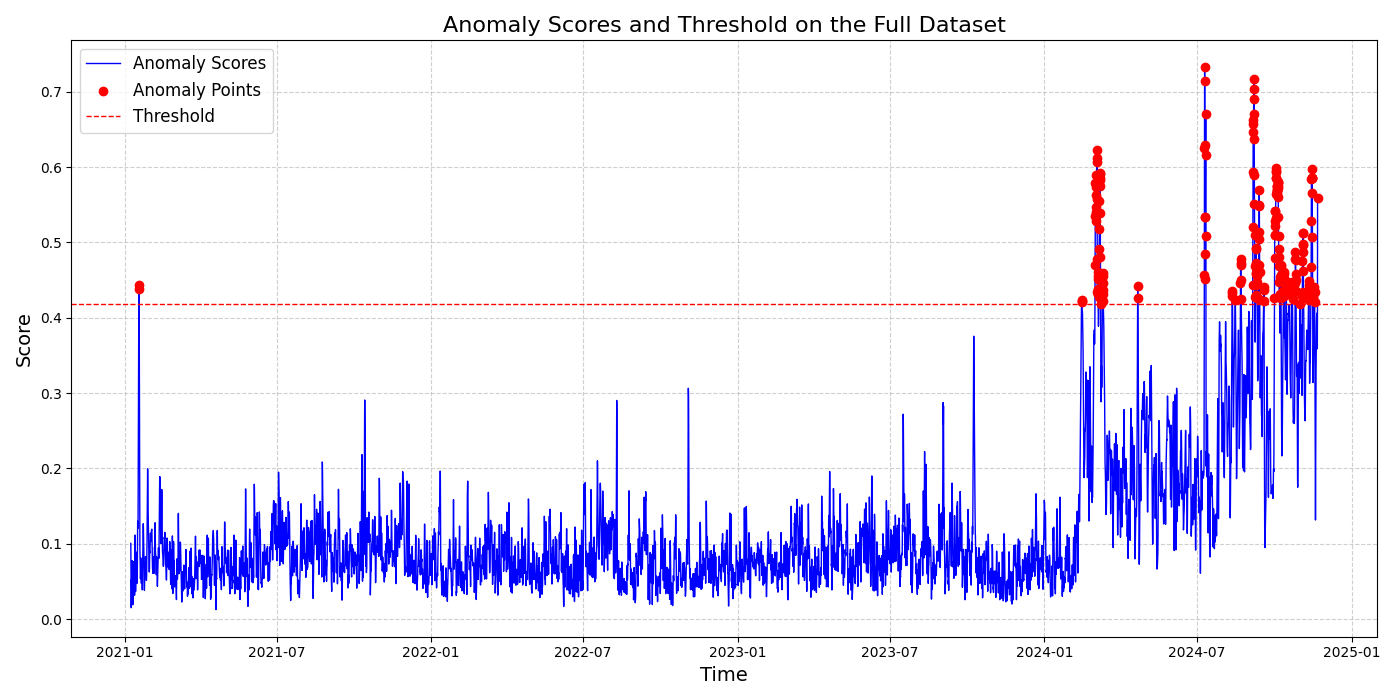 Anomaly Scores and Threshold on the Full Dataset
Anomaly Scores
Anomaly Points
Threshold
Score
0.7
0.6
0.5
0.4
0.3
0.2
0.1
0.0
2021-01 2021-07 2022-01 2022-07 2023-01 2023-07 2024-01 2024-07 2025-01
Time